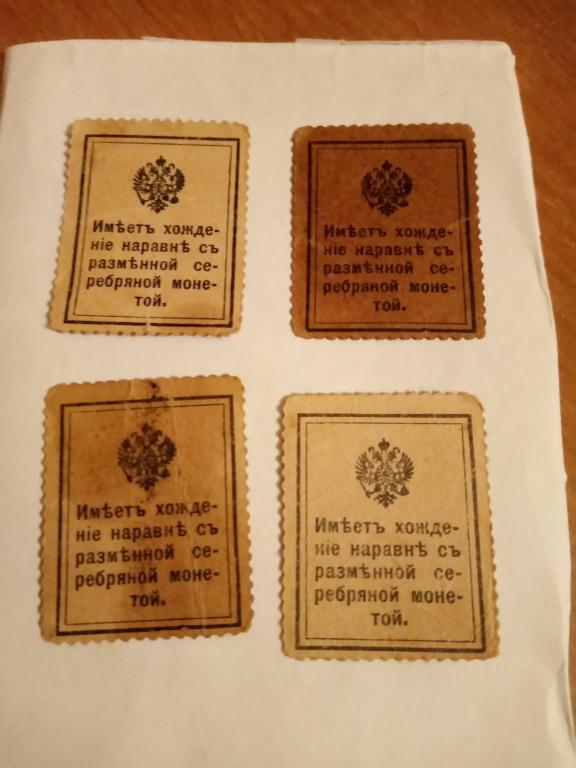 Имѣетъ хожде-
ніе наравнѣ съ
размѣнной се-
ребряной моне-
той.
Имѣетъ хожде-
ніе наравнѣ съ
размѣнной се-
ребряной моне-
той.
Имѣетъ хожде-
ніе наравнѣ съ
размѣнной се-
ребряной моне-
той.
Имѣетъ хожде-
ніе наравнѣ съ
размѣнной се-
ребряной моне-
той.